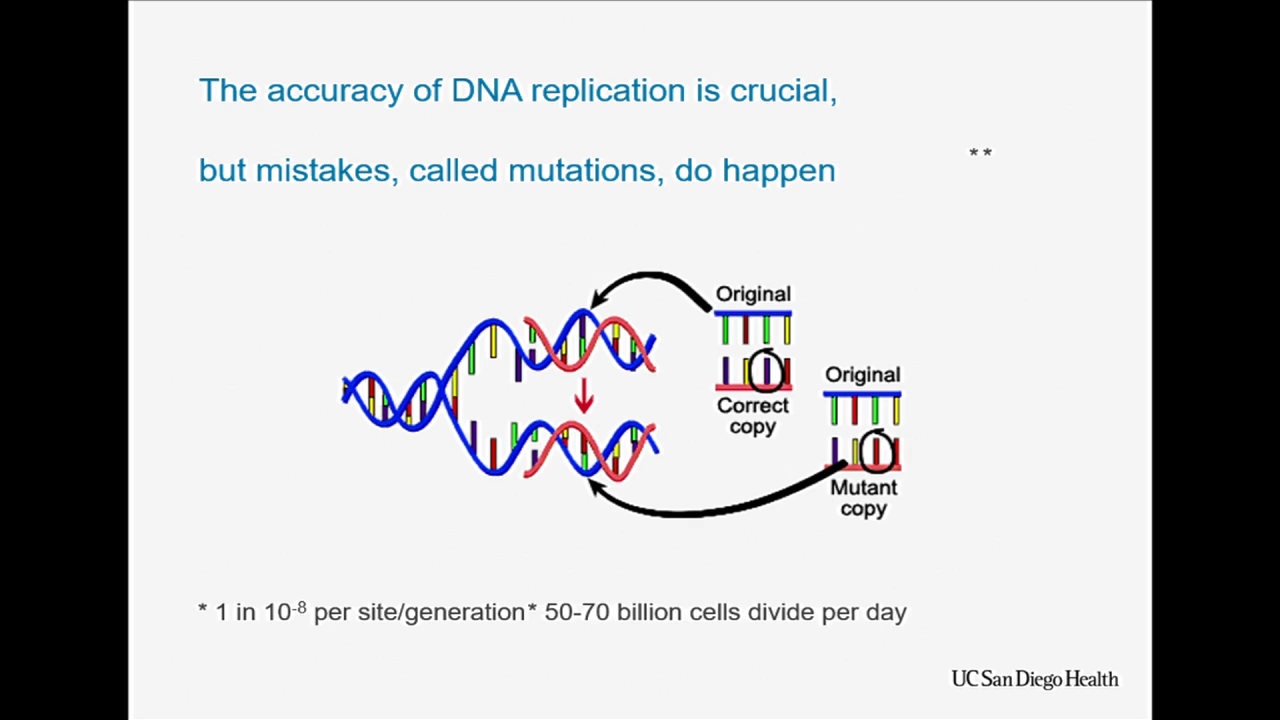 The accuracy of DNA replication is crucial,
but mistakes, called mutations, do happen
**
Original
Correct
copy
Original
Mutant
copy
* 1 in 10⁻⁸ per site/generation* 50-70 billion cells divide per day
UC San Diego Health